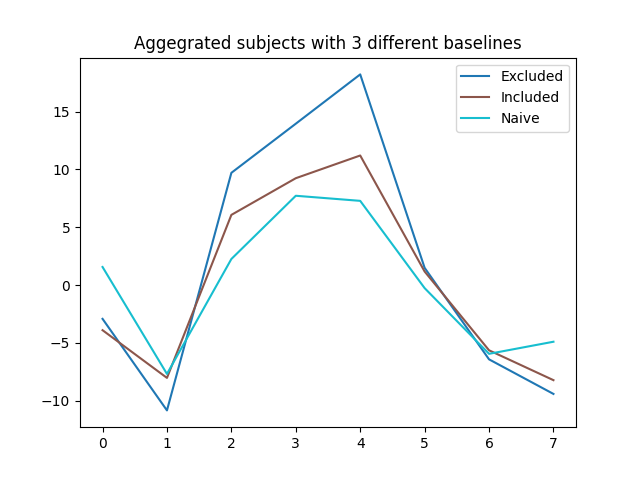 Aggegrated subjects with 3 different baselines
Excluded
Included
Naive
15
10
5
0
−5
−10
0 1 2 3 4 5 6 7